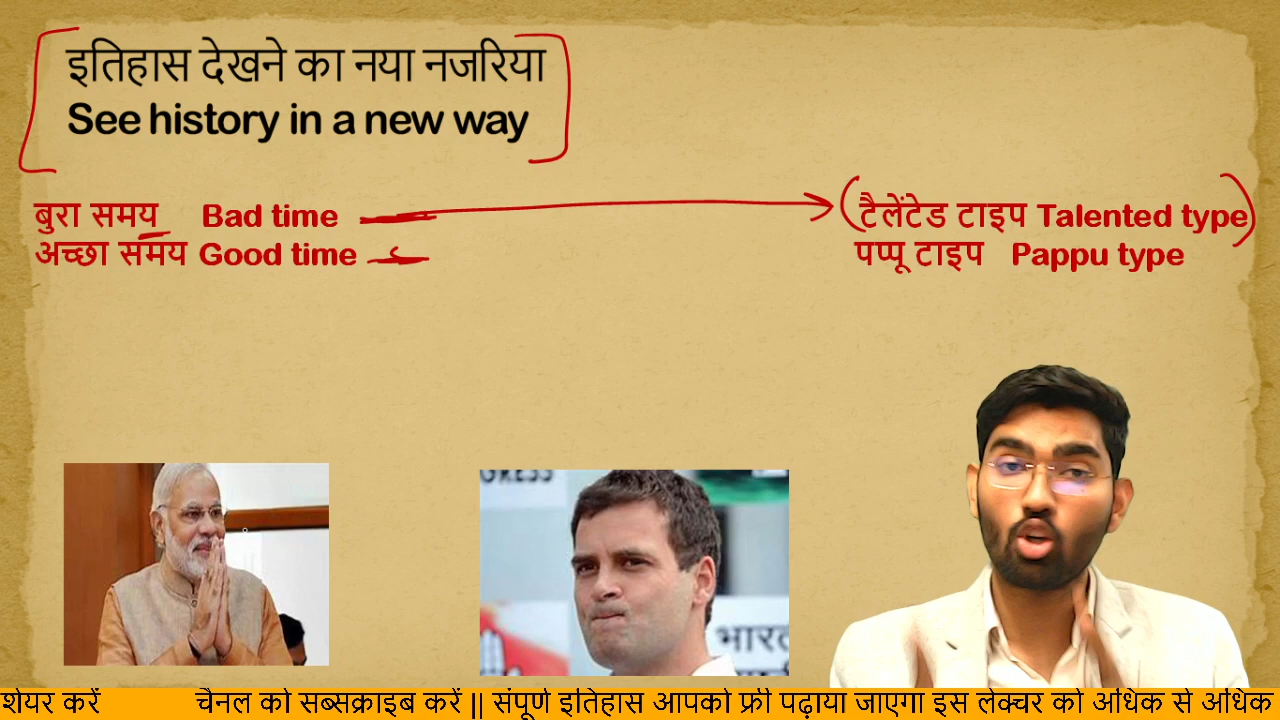 इतिहास देखने का नया नजरिया
See history in a new way
बुरा समय Bad time
टैलेंटेड टाइप Talented type
अच्छा समय Good time
पप्पू टाइप Pappu type
भारत
शेयर करें चैनल को सब्सक्राइब करें || संपूर्ण इतिहास आपको फ्री पढ़ाया जाएगा इस लेक्चर को अधिक से अधिक